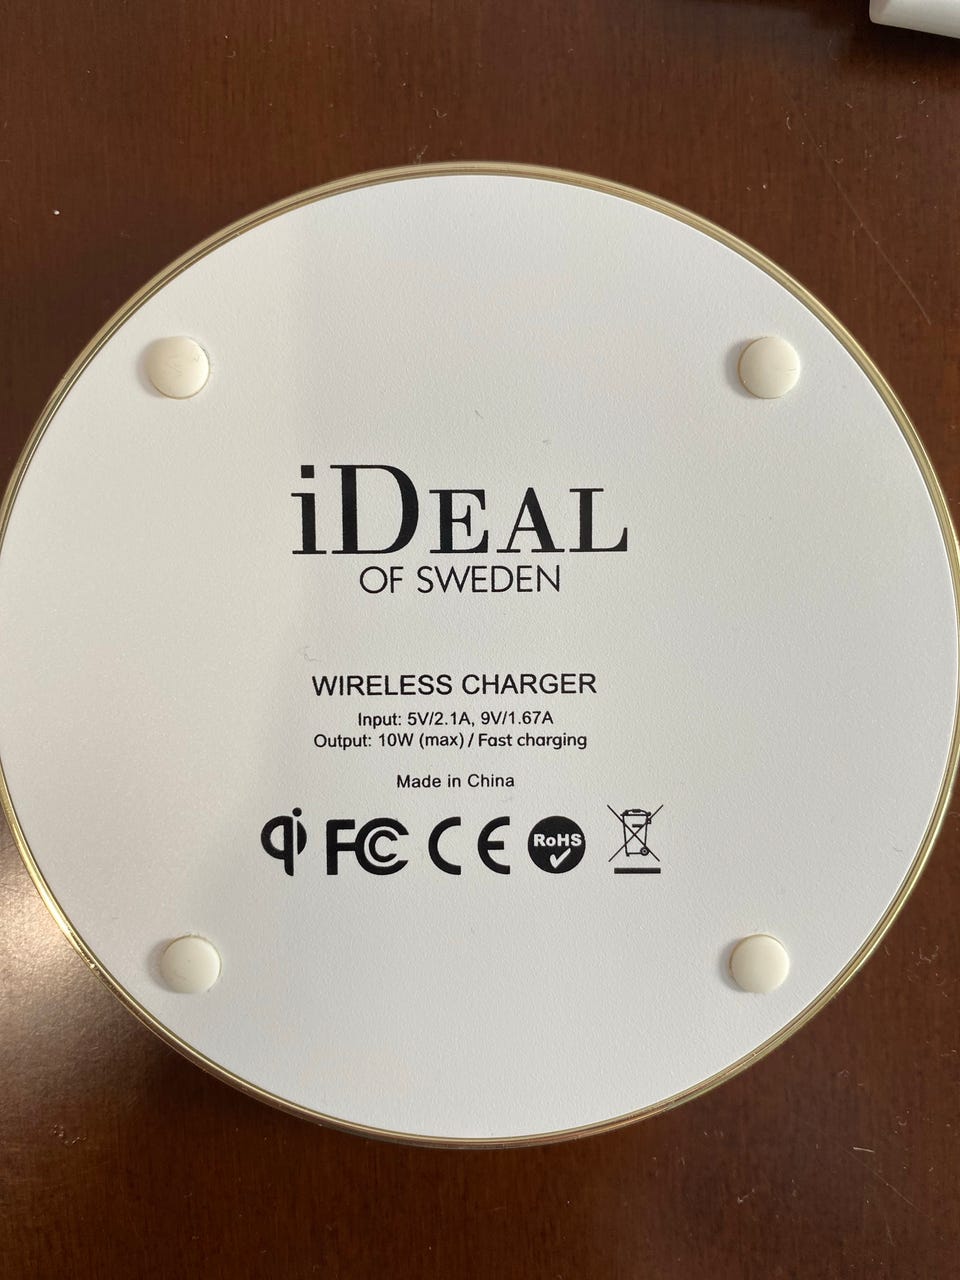 iDEAL
OF SWEDEN
WIRELESS CHARGER
Input: 5V/2.1A, 9V/1.67A
Output: 10W (max) / Fast charging
Made in China
qi FC CE RoHS